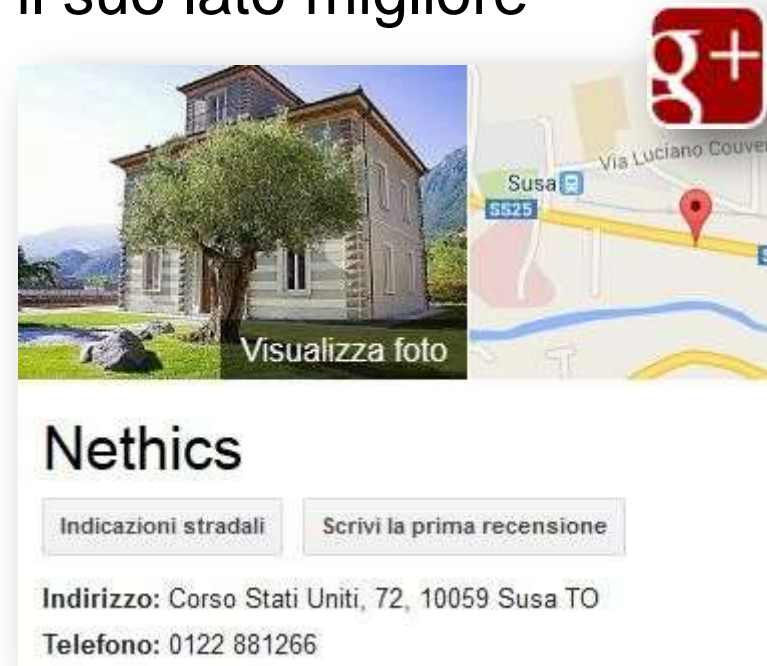 il suo lato migliore
g+
Via Luciano Couver
Susa
SS25
Visualizza foto
Nethics
Indicazioni stradali
Scrivi la prima recensione
Indirizzo: Corso Stati Uniti, 72, 10059 Susa TO
Telefono: 0122 881266